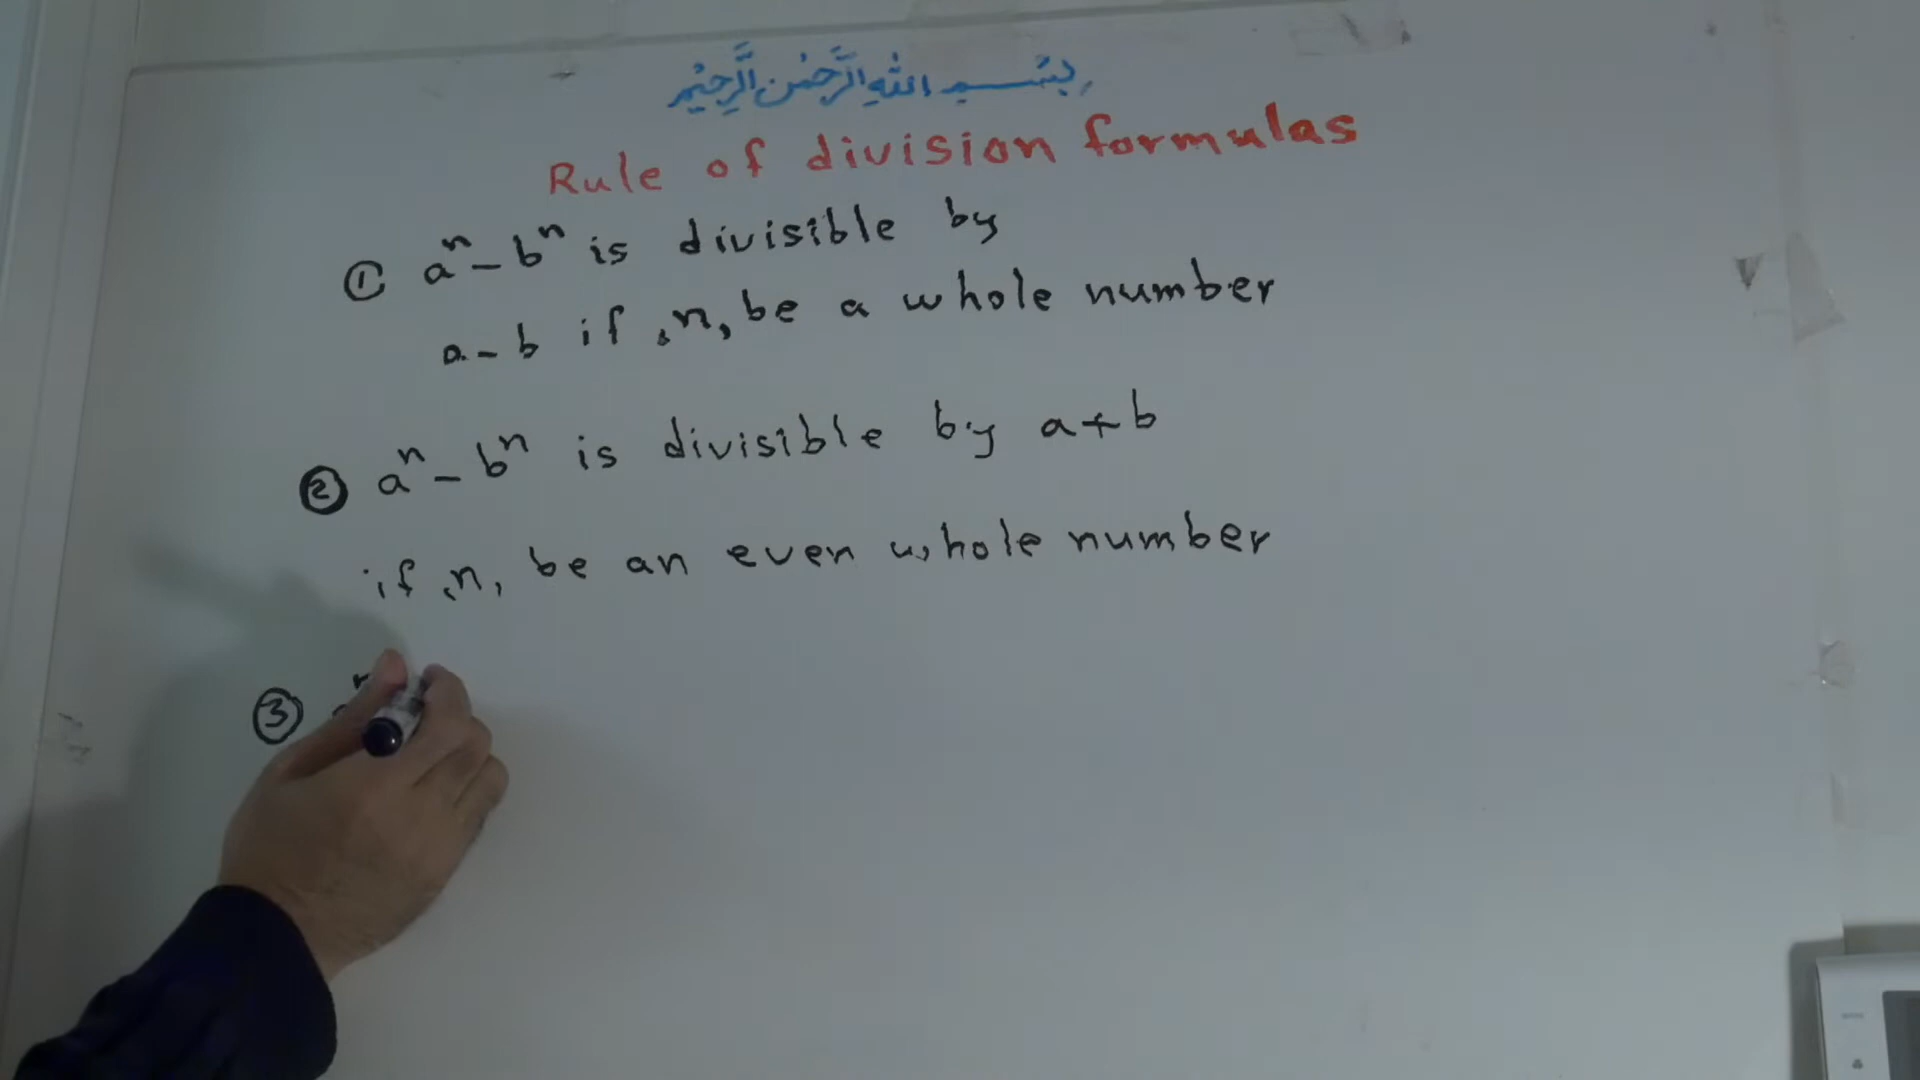 بِسْمِ اللهِ الرَّحْمٰنِ الرَّحِيْمِ
Rule of division formulas
① aⁿ - bⁿ is divisible by
a - b if ,n, be a whole number
② aⁿ - bⁿ is divisible by a + b
if ,n, be an even whole number
③